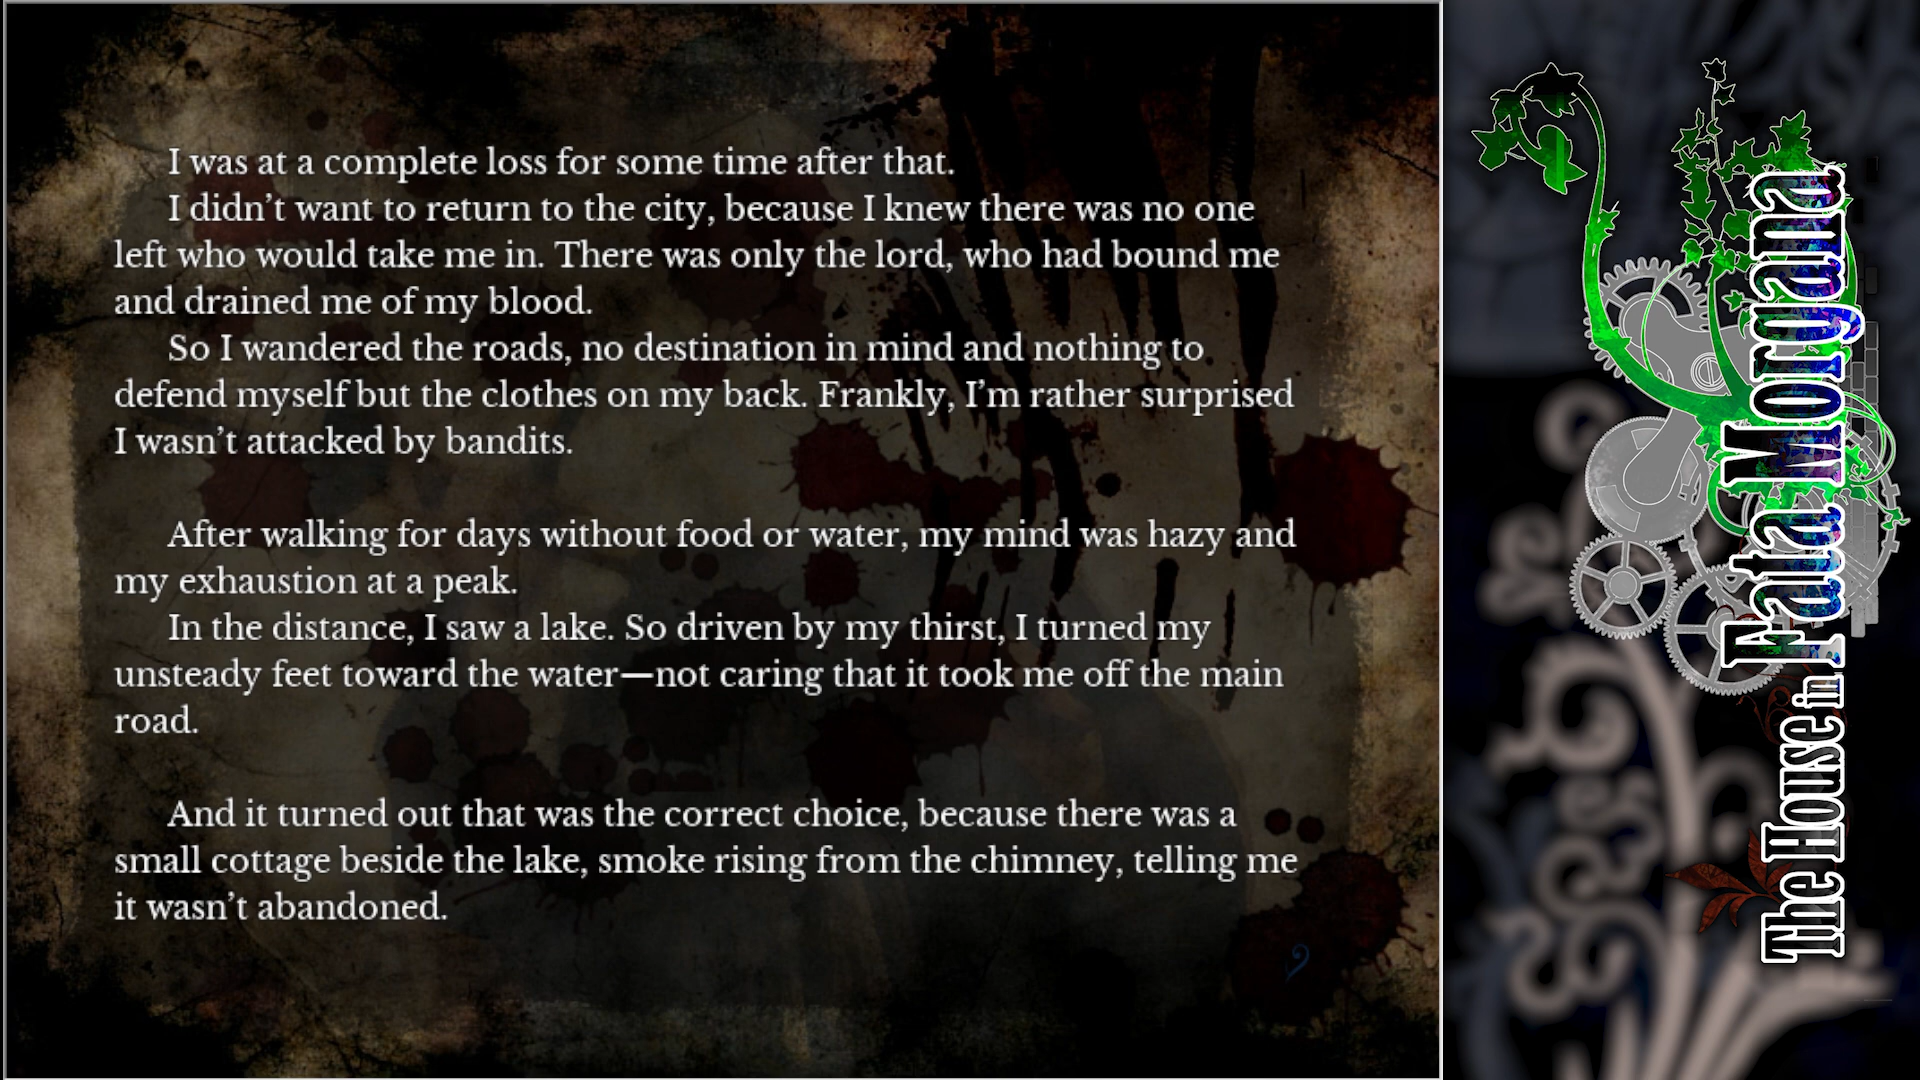 I was at a complete loss for some time after that.
I didn’t want to return to the city, because I knew there was no one
left who would take me in. There was only the lord, who had bound me
and drained me of my blood.
So I wandered the roads, no destination in mind and nothing to
defend myself but the clothes on my back. Frankly, I’m rather surprised
I wasn’t attacked by bandits.
After walking for days without food or water, my mind was hazy and
my exhaustion at a peak.
In the distance, I saw a lake. So driven by my thirst, I turned my
unsteady feet toward the water—not caring that it took me off the main
road.
And it turned out that was the correct choice, because there was a
small cottage beside the lake, smoke rising from the chimney, telling me
it wasn’t abandoned.
The House in Fata Morgana